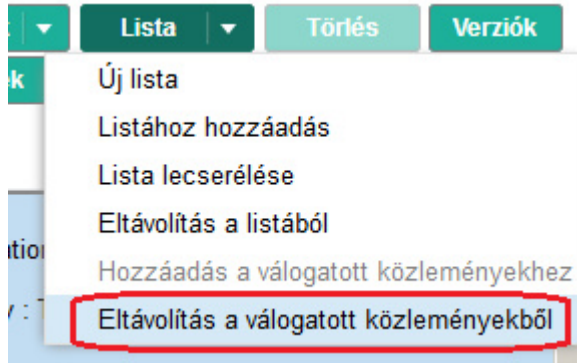 Lista Törlés Verziók
Új lista
Listához hozzáadás
Lista lecserélése
Eltávolítás a listából
Hozzáadás a válogatott közleményekhez
Eltávolítás a válogatott közleményekből